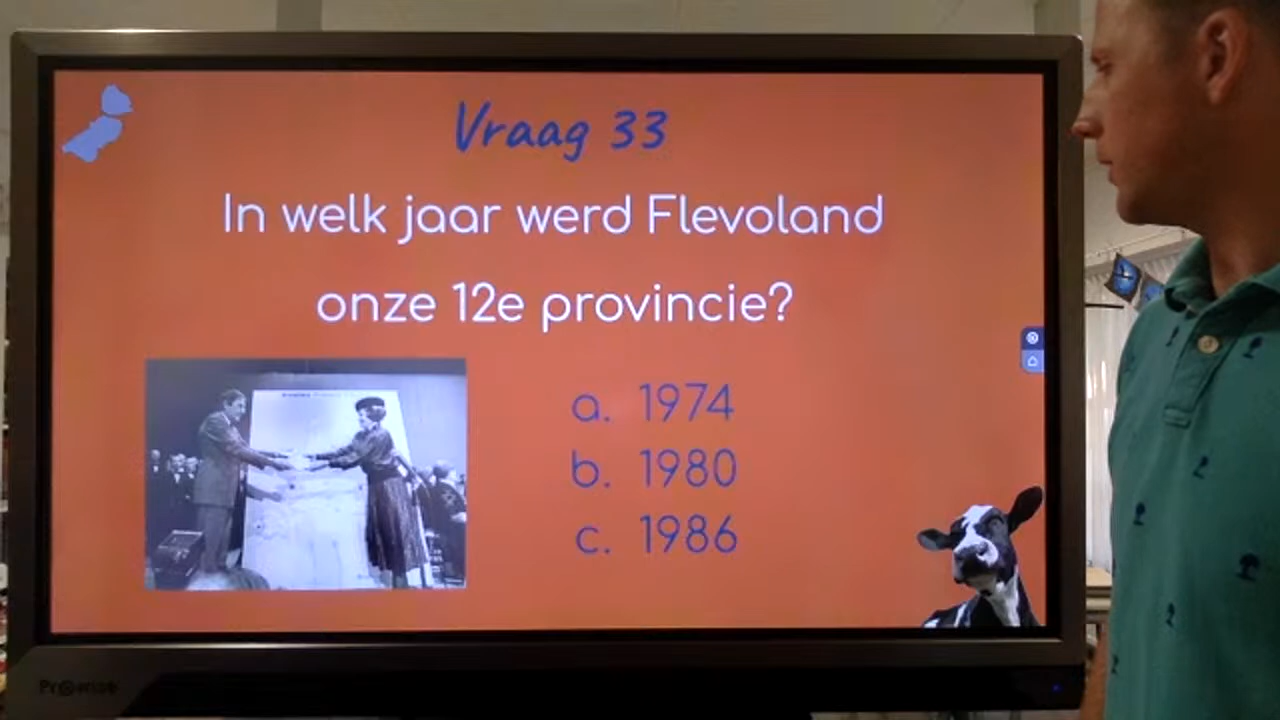 Vraag 33
In welk jaar werd Flevoland
onze 12e provincie?
a. 1974
b. 1980
c. 1986